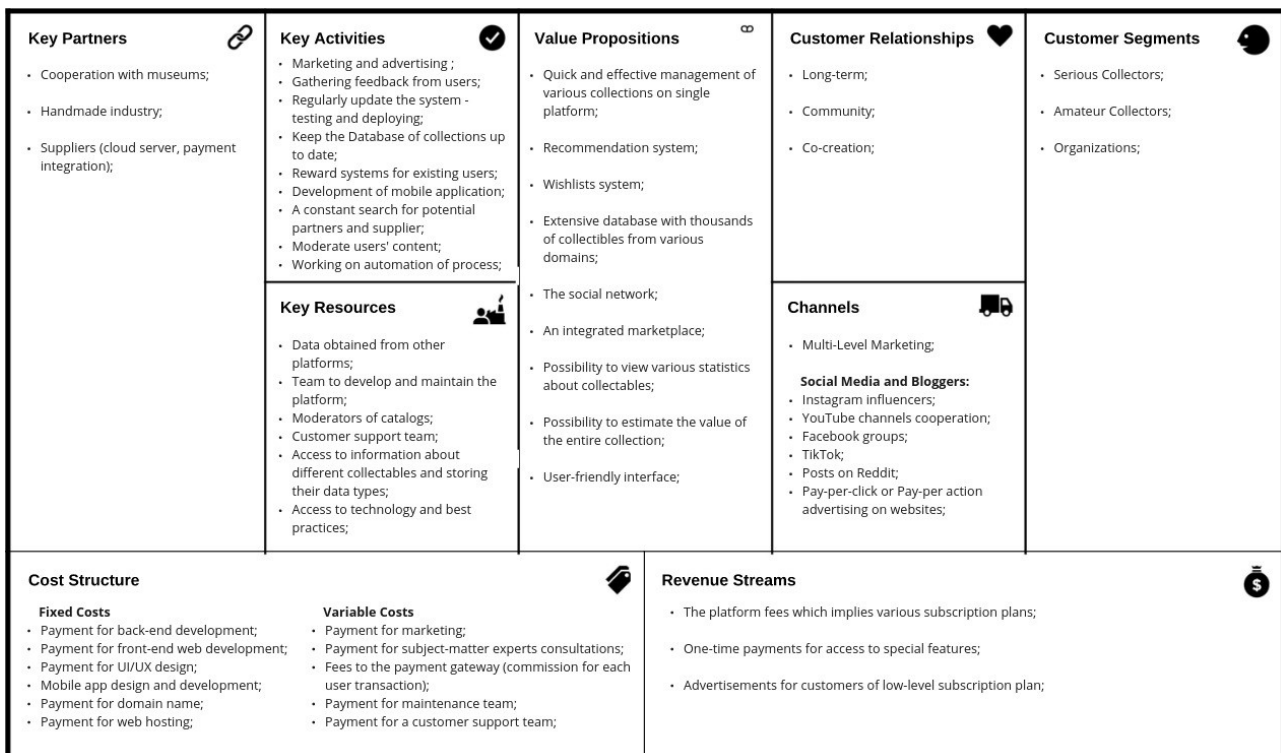 Key Partners
• Cooperation with museums;
• Handmade industry;
• Suppliers (cloud server, payment
integration);
Key Activities
• Marketing and advertising ;
• Gathering feedback from users;
• Regularly update the system -
testing and deploying;
• Keep the Database of collections up
to date;
• Reward systems for existing users;
• Development of mobile application;
• A constant search for potential
partners and supplier;
• Moderate users' content;
• Working on automation of process;
Key Resources
• Data obtained from other
platforms;
• Team to develop and maintain the
platform;
• Moderators of catalogs;
• Customer support team;
• Access to information about
different collectables and storing
their data types;
• Access to technology and best
practices;
Value Propositions
• Quick and effective management of
various collections on single
platform;
• Recommendation system;
• Wishlists system;
• Extensive database with thousands
of collectibles from various
domains;
• The social network;
• An integrated marketplace;
• Possibility to view various statistics
about collectables;
• Possibility to estimate the value of
the entire collection;
• User-friendly interface;
Customer Relationships
• Long-term;
• Community;
• Co-creation;
Channels
• Multi-Level Marketing;
Social Media and Bloggers:
• Instagram influencers;
• YouTube channels cooperation;
• Facebook groups;
• TikTok;
• Posts on Reddit;
• Pay-per-click or Pay-per action
advertising on websites;
Customer Segments
• Serious Collectors;
• Amateur Collectors;
• Organizations;
Cost Structure
Fixed Costs
• Payment for back-end development;
• Payment for front-end web development;
• Payment for UI/UX design;
• Mobile app design and development;
• Payment for domain name;
• Payment for web hosting;
Variable Costs
• Payment for marketing;
• Payment for subject-matter experts consultations;
• Fees to the payment gateway (commission for each
user transaction);
• Payment for maintenance team;
• Payment for a customer support team;
Revenue Streams
$
• The platform fees which implies various subscription plans;
• One-time payments for access to special features;
• Advertisements for customers of low-level subscription plan;